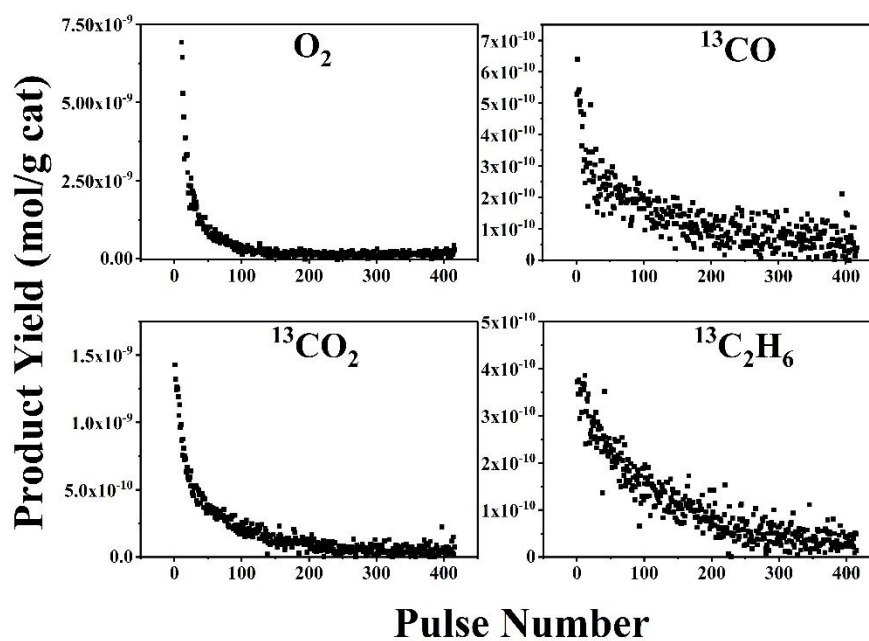 Product Yield (mol/g cat)
O₂
7.50x10⁻⁹
5.00x10⁻⁹
2.50x10⁻⁹
0.00
0 100 200 300 400
¹³CO
7x10⁻¹⁰
6x10⁻¹⁰
5x10⁻¹⁰
4x10⁻¹⁰
3x10⁻¹⁰
2x10⁻¹⁰
1x10⁻¹⁰
0
0 100 200 300 400
¹³CO₂
1.5x10⁻⁹
1.0x10⁻⁹
5.0x10⁻¹⁰
0.0
0 100 200 300 400
¹³C₂H₆
5x10⁻¹⁰
4x10⁻¹⁰
3x10⁻¹⁰
2x10⁻¹⁰
1x10⁻¹⁰
0
0 100 200 300 400
Pulse Number